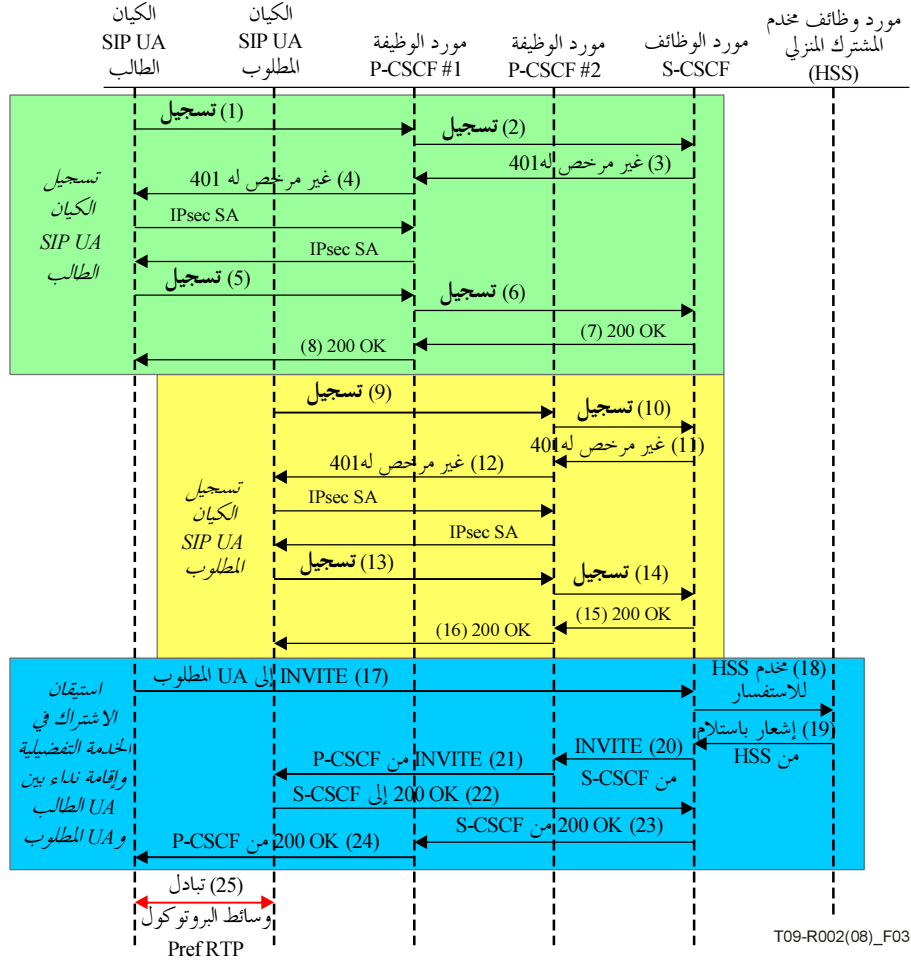 الكيان
SIP UA
الطالب
الكيان
SIP UA
المطلوب
مورد الوظيفة
P-CSCF #1
مورد الوظيفة
P-CSCF #2
مورد الوظائف
S-CSCF
مورد وظائف مخدم
المشترك المنزلي
(HSS)
تسجيل
الكيان
SIP UA
الطالب
(1) تسجيل
(2) تسجيل
(3) غير مرخص له 401
(4) غير مرخص له 401
IPsec SA
IPsec SA
(5) تسجيل
(6) تسجيل
(7) 200 OK
(8) 200 OK
تسجيل
الكيان
SIP UA
المطلوب
(9) تسجيل
(10) تسجيل
(11) غير مرخص له 401
(12) غير مرخص له 401
IPsec SA
IPsec SA
(13) تسجيل
(14) تسجيل
(15) 200 OK
(16) 200 OK
استيقان
الاشتراك في
الخدمة التفضيلية
وإقامة نداء بين
UA الطالب
و UA المطلوب
(17) INVITE إلى UA المطلوب
(18) مخدم HSS
للاستفسار
(19) إشعار باستلام
من HSS
(20) INVITE
من S-CSCF
(21) INVITE من P-CSCF
(22) 200 OK إلى S-CSCF
(23) 200 OK من S-CSCF
(24) 200 OK من P-CSCF
(25) تبادل
وسائط البروتوكول
Pref RTP
T09-R002(08)_F03